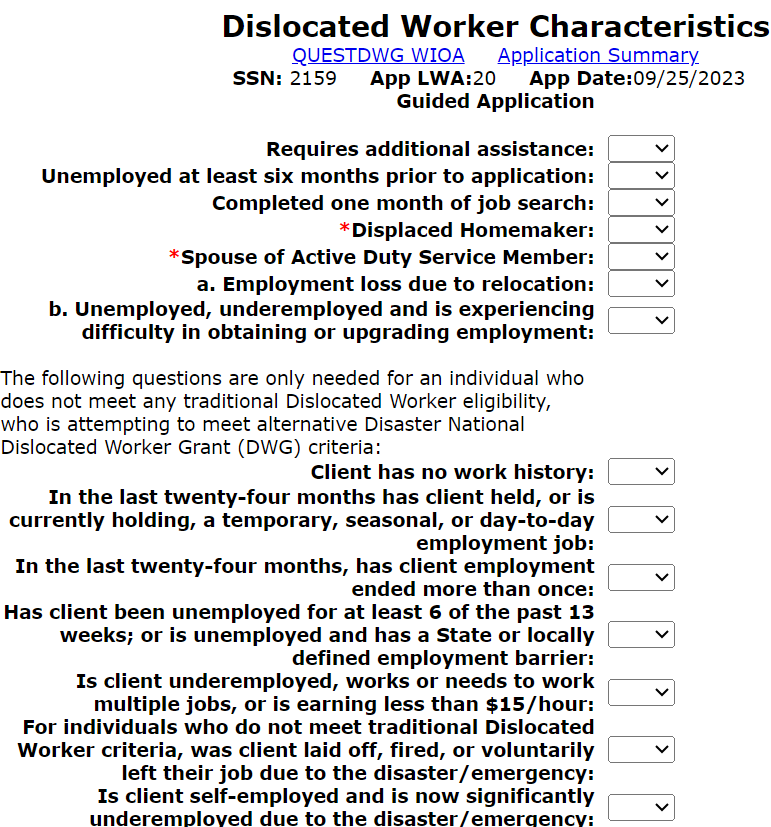 Dislocated Worker Characteristics
QUESTDWG WIOA Application Summary
SSN: 2159 App LWA:20 App Date:09/25/2023
Guided Application
Requires additional assistance:
Unemployed at least six months prior to application:
Completed one month of job search:
*Displaced Homemaker:
*Spouse of Active Duty Service Member:
a. Employment loss due to relocation:
b. Unemployed, underemployed and is experiencing
difficulty in obtaining or upgrading employment:
The following questions are only needed for an individual who
does not meet any traditional Dislocated Worker eligibility,
who is attempting to meet alternative Disaster National
Dislocated Worker Grant (DWG) criteria:
Client has no work history:
In the last twenty-four months has client held, or is
currently holding, a temporary, seasonal, or day-to-day
employment job:
In the last twenty-four months, has client employment
ended more than once:
Has client been unemployed for at least 6 of the past 13
weeks; or is unemployed and has a State or locally
defined employment barrier:
Is client underemployed, works or needs to work
multiple jobs, or is earning less than $15/hour:
For individuals who do not meet traditional Dislocated
Worker criteria, was client laid off, fired, or voluntarily
left their job due to the disaster/emergency:
Is client self-employed and is now significantly
underemployed due to the disaster/emergency: